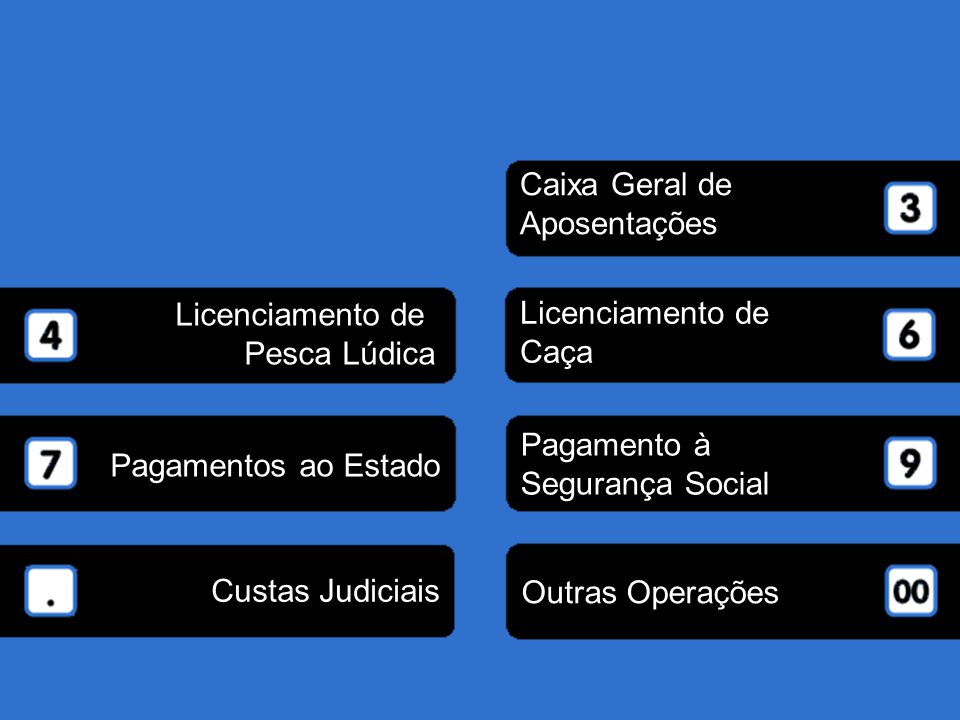 Caixa Geral de
Aposentações
3
4
Licenciamento de
Pesca Lúdica
Licenciamento de
Caça
6
7
Pagamentos ao Estado
Pagamento à
Segurança Social
9
.
Custas Judiciais
Outras Operações
00